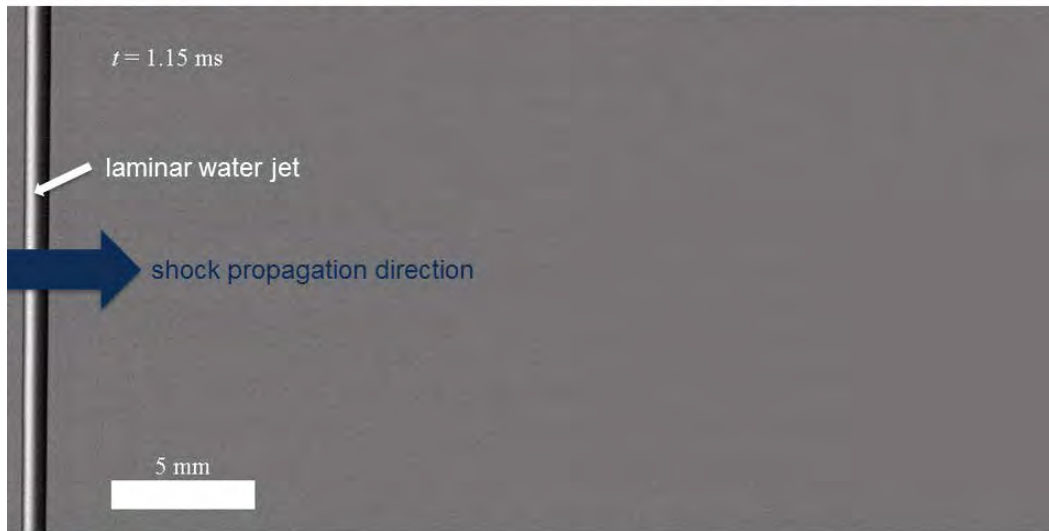 t = 1.15 ms
laminar water jet
shock propagation direction
5 mm